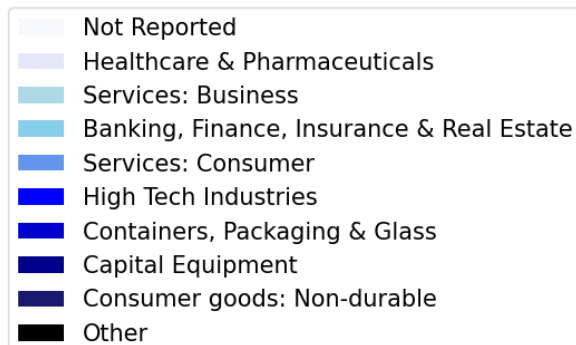 Not Reported
Healthcare & Pharmaceuticals
Services: Business
Banking, Finance, Insurance & Real Estate
Services: Consumer
High Tech Industries
Containers, Packaging & Glass
Capital Equipment
Consumer goods: Non-durable
Other